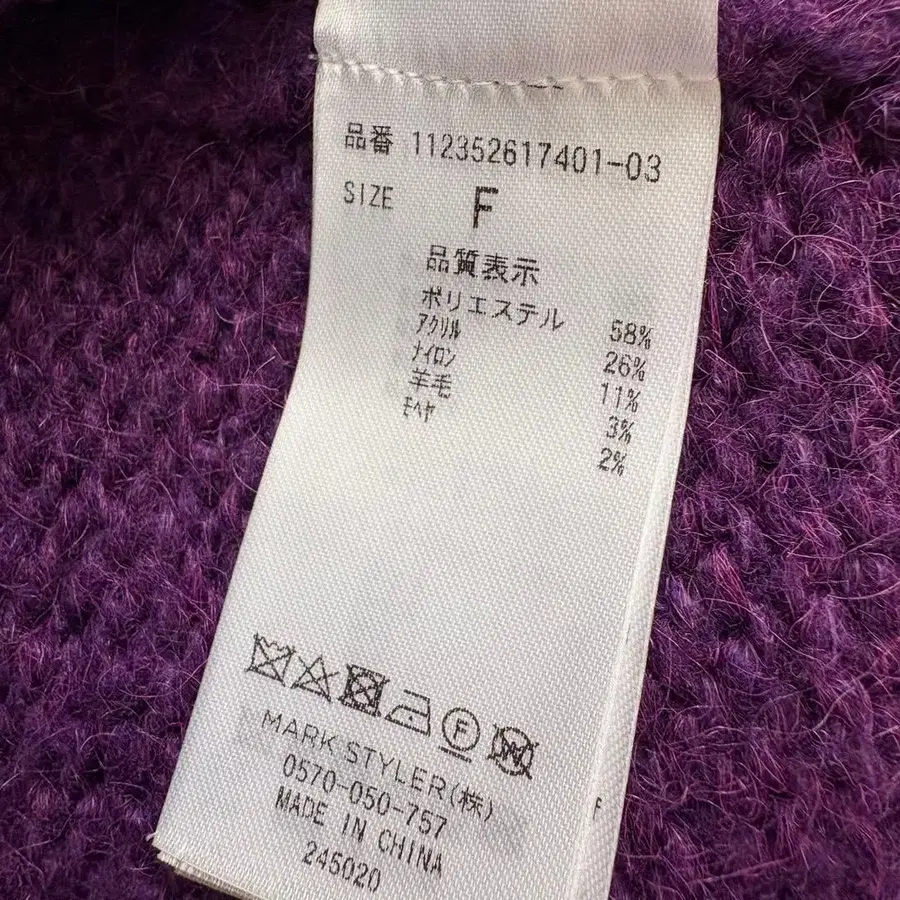 品番 112352617401-03
SIZE F
品質表示
ポリエステル 58%
アクリル 26%
ナイロン 11%
羊毛 3%
モヘヤ 2%
F W
MARK STYLER(株)
0570-050-757
MADE IN CHINA
245020
F